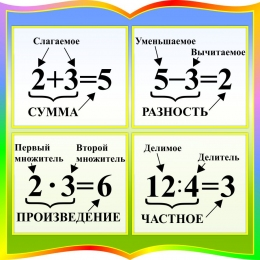 Слагаемое
2+3=5
СУММА
Уменьшаемое
Вычитаемое
5−3=2
РАЗНОСТЬ
Первый множитель
Второй множитель
2 · 3=6
ПРОИЗВЕДЕНИЕ
Делимое
Делитель
12:4=3
ЧАСТНОЕ